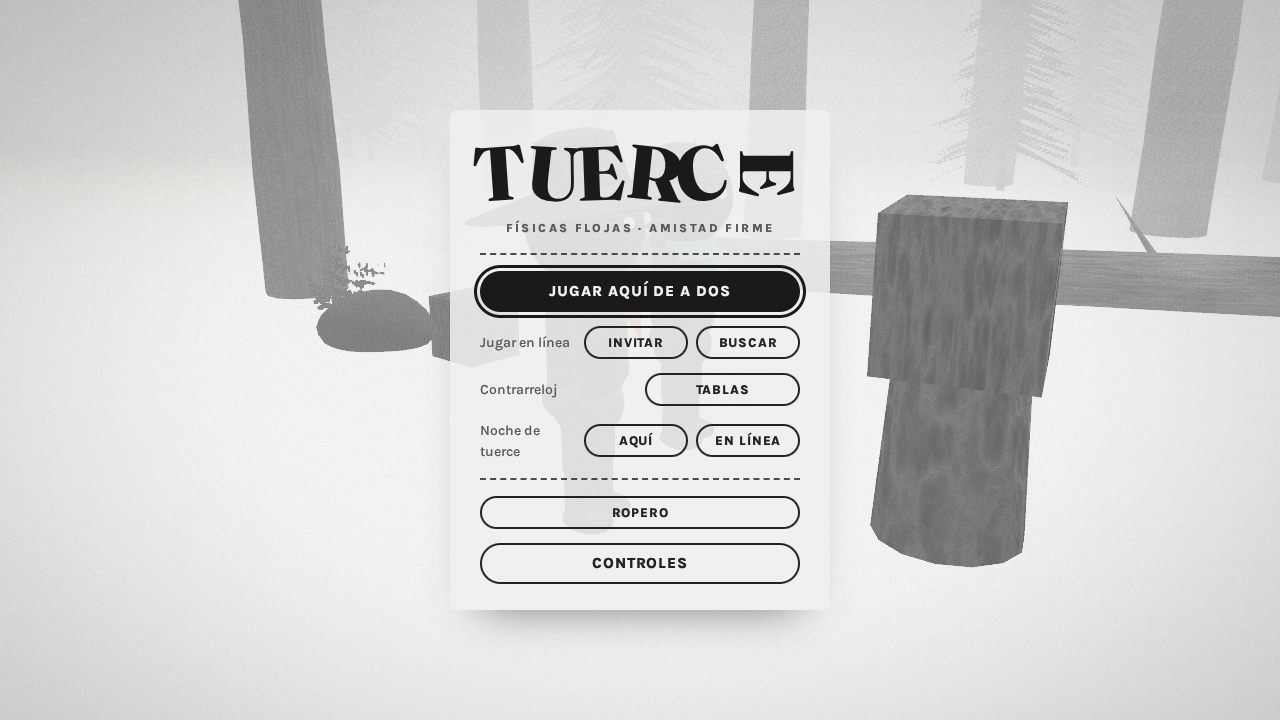 TUERCE
FÍSICAS FLOJAS · AMISTAD FIRME
JUGAR AQUÍ DE A DOS
Jugar en línea INVITAR BUSCAR
Contrarreloj TABLAS
Noche de
tuerce AQUÍ EN LÍNEA
ROPERO
CONTROLES